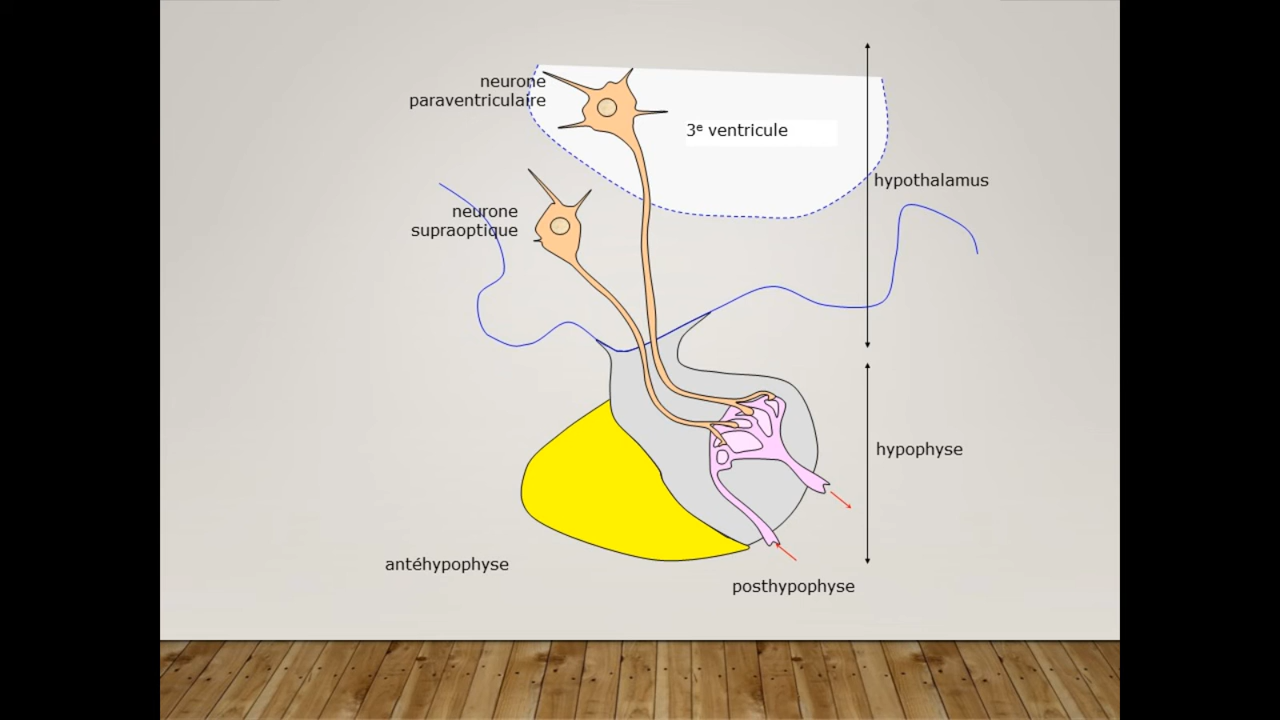 neurone
paraventriculaire
3ᵉ ventricule
hypothalamus
neurone
supraoptique
hypophyse
antéhypophyse
posthypophyse